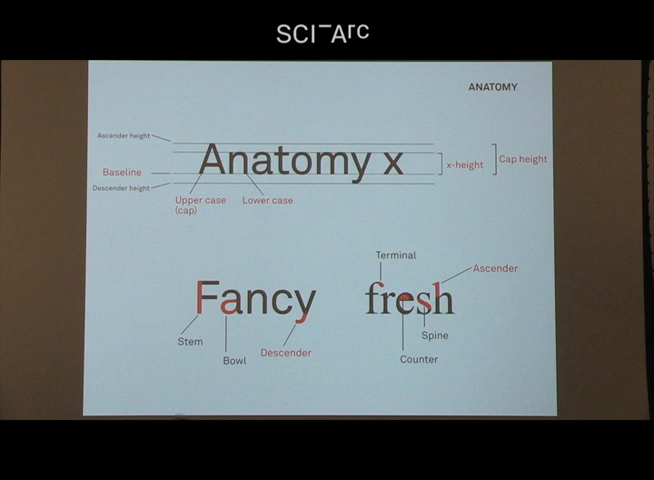 SCI-Arc
ANATOMY
Ascender height
Anatomy x
Baseline
Descender height
x-height
Cap height
Upper case
(cap)
Lower case
Terminal
Ascender
Fancy
fresh
Stem
Bowl
Descender
Spine
Counter